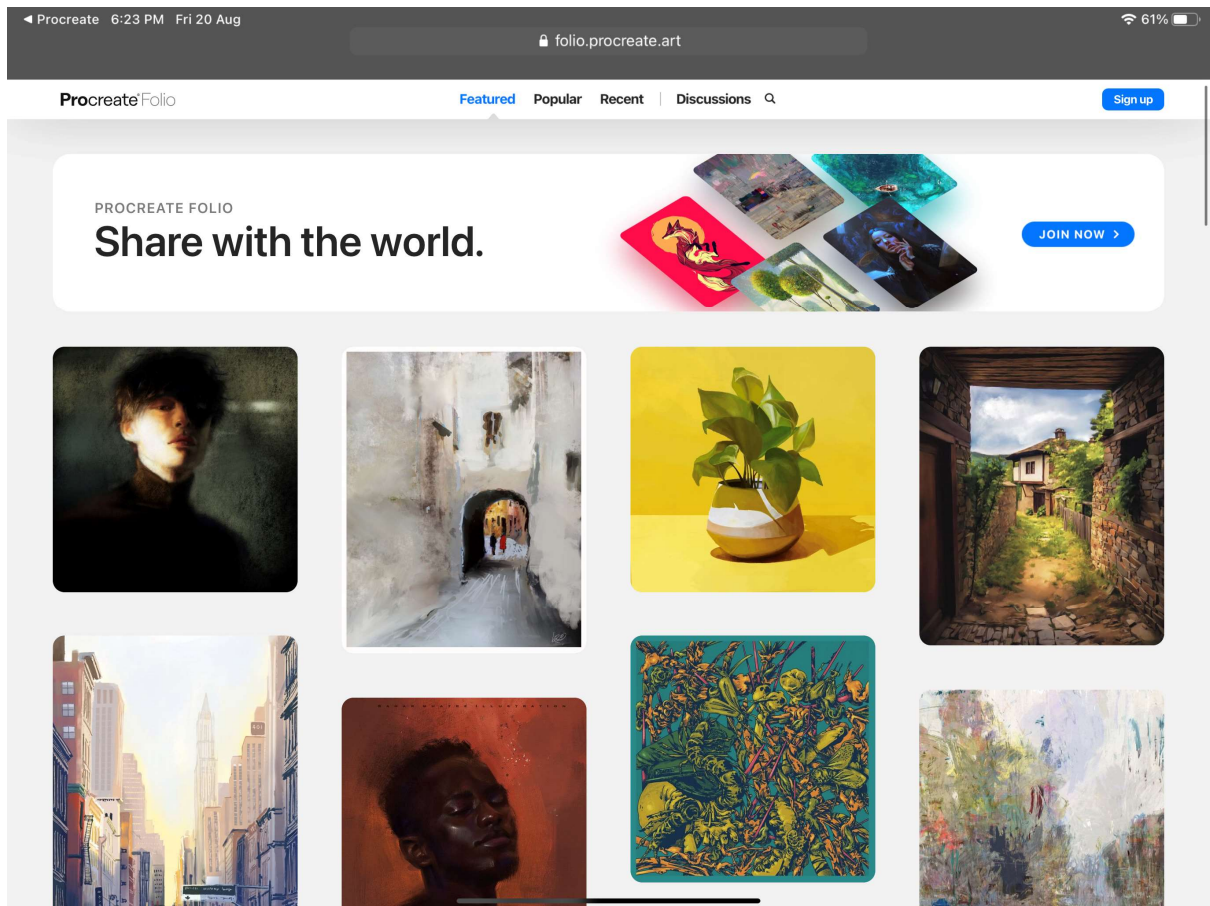 ◀ Procreate 6:23 PM Fri 20 Aug 61%
folio.procreate.art
Procreate® Folio Featured Popular Recent Discussions Sign up
PROCREATE FOLIO
Share with the world.
JOIN NOW >
401